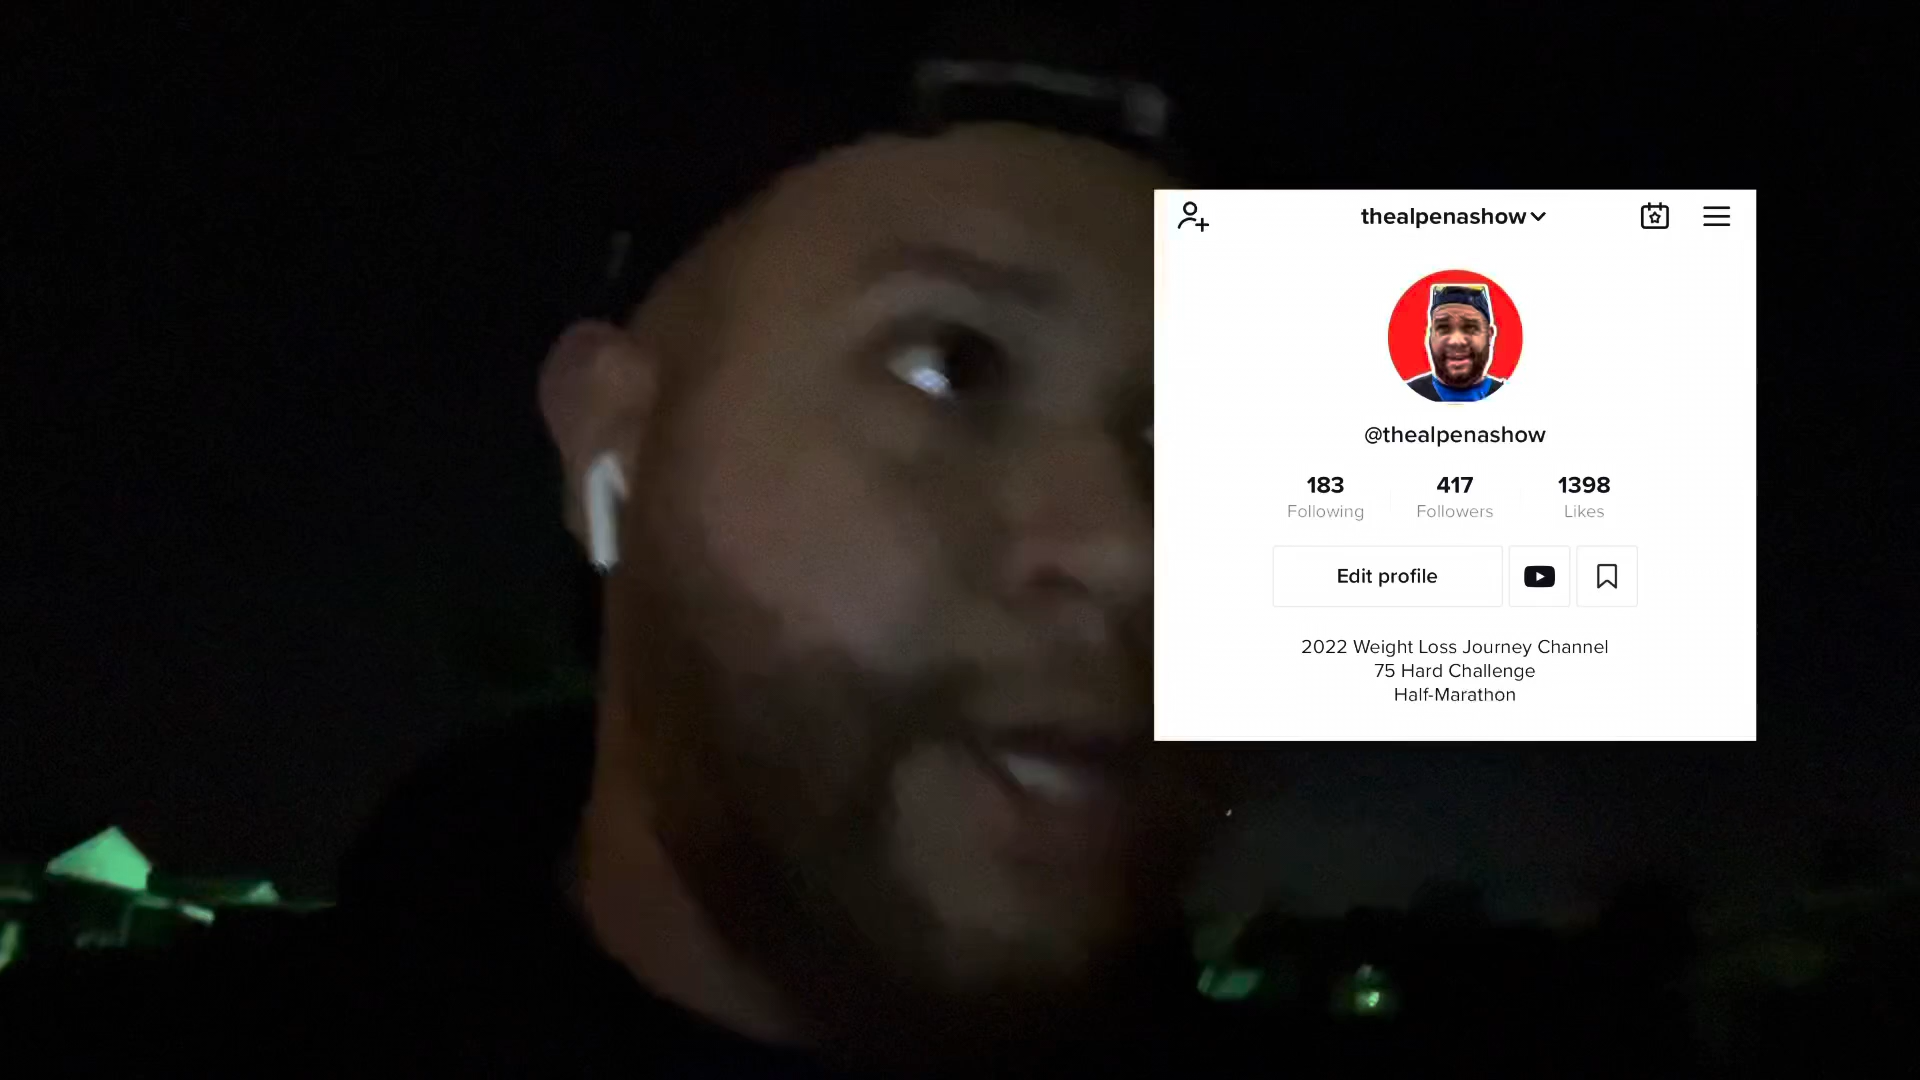 thealpenashow
@thealpenashow
183 417 1398
Following Followers Likes
Edit profile
2022 Weight Loss Journey Channel
75 Hard Challenge
Half-Marathon